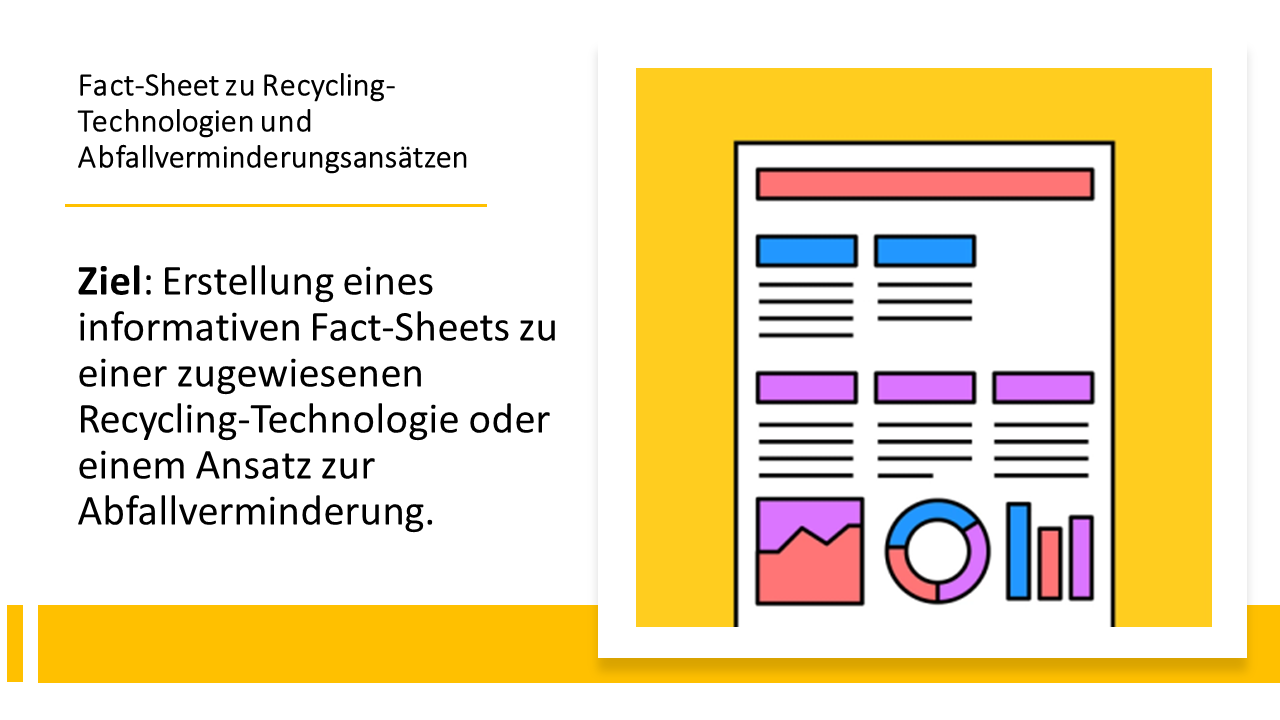 Fact-Sheet zu Recycling-
Technologien und
Abfallverminderungsansätzen
Ziel: Erstellung eines
informativen Fact-Sheets zu
einer zugewiesenen
Recycling-Technologie oder
einem Ansatz zur
Abfallverminderung.